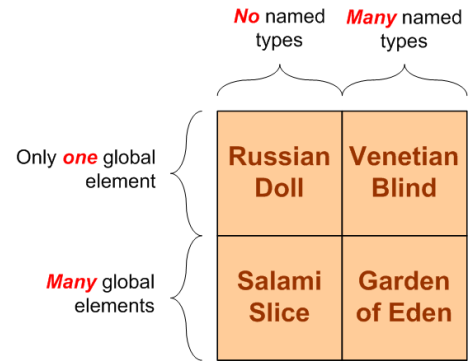 No named
types
Many named
types
Only one global
element
Russian
Doll
Venetian
Blind
Many global
elements
Salami
Slice
Garden
of Eden